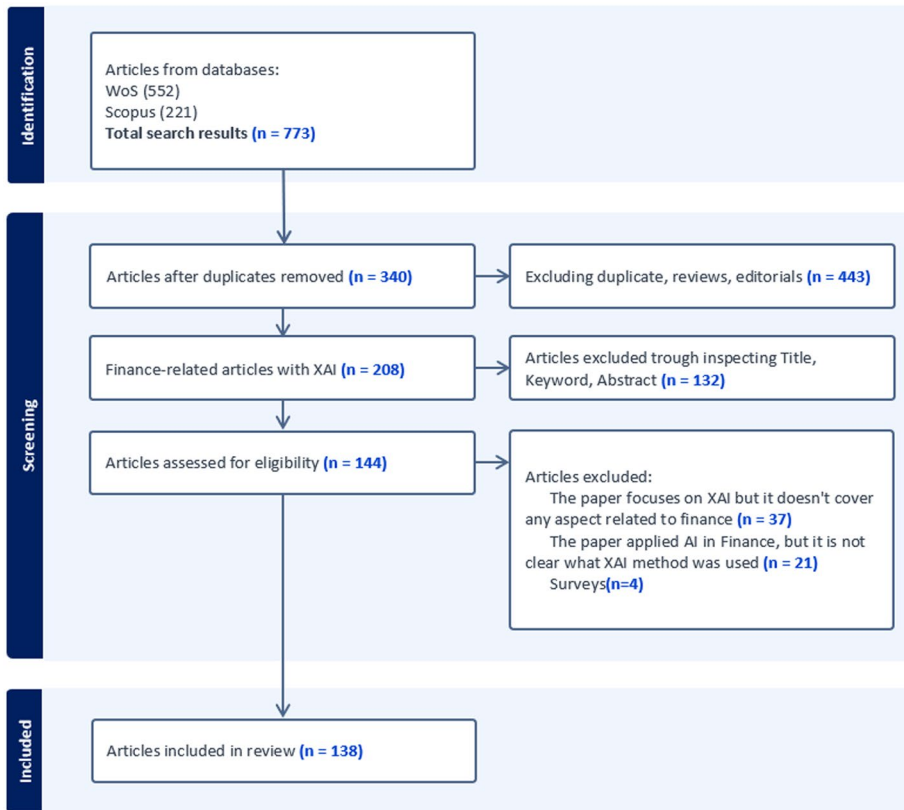 Identification
Articles from databases:
WoS (552)
Scopus (221)
Total search results (n = 773)
Screening
Articles after duplicates removed (n = 340)
Excluding duplicate, reviews, editorials (n = 443)
Finance-related articles with XAI (n = 208)
Articles excluded trough inspecting Title,
Keyword, Abstract (n = 132)
Articles assessed for eligibility (n = 144)
Articles excluded:
The paper focuses on XAI but it doesn't cover
any aspect related to finance (n = 37)
The paper applied AI in Finance, but it is not
clear what XAI method was used (n = 21)
Surveys(n=4)
Included
Articles included in review (n = 138)